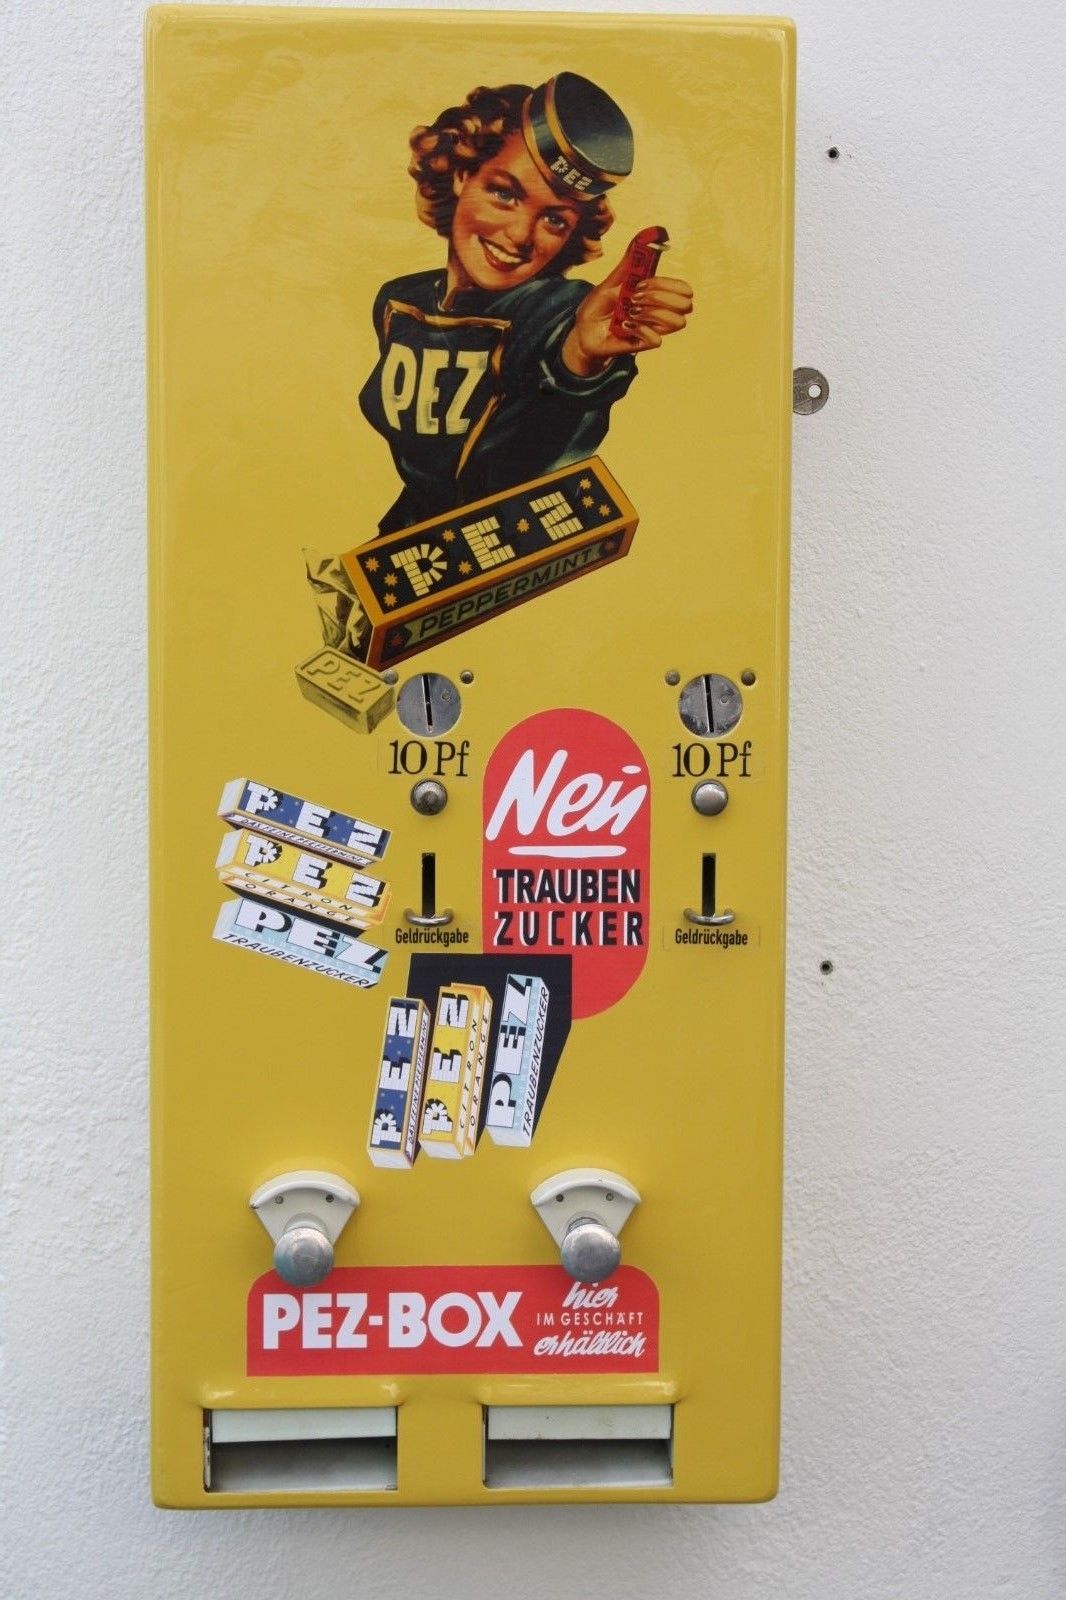 PEZ
PEZ
PEZ
PEPPERMINT
PEZ
10 Pf
10 Pf
Neu
TRAUBEN
ZUCKER
PEZ
PEZ
CITRON
ORANGE
PEZ
TRAUBENZUCKER
Geldrückgabe
Geldrückgabe
PEZ
PEZ
CITRON
ORANGE
PEZ
TRAUBENZUCKER
PEZ-BOX
hier
IM GESCHÄFT
erhältlich